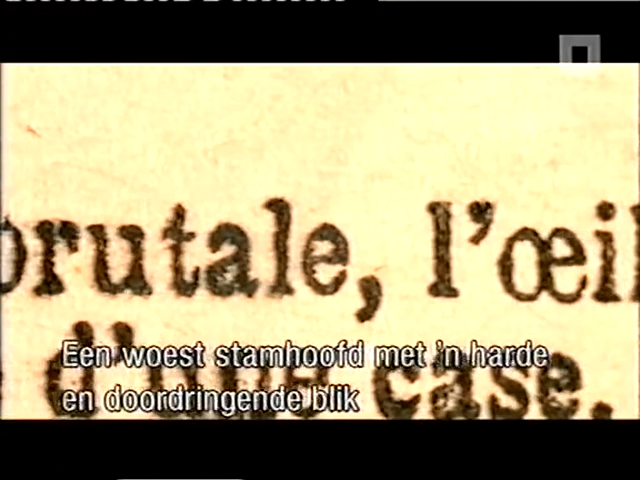 brutale, l'œil
d'une case.
Een woest stamhoofd met 'n harde
en doordringende blik